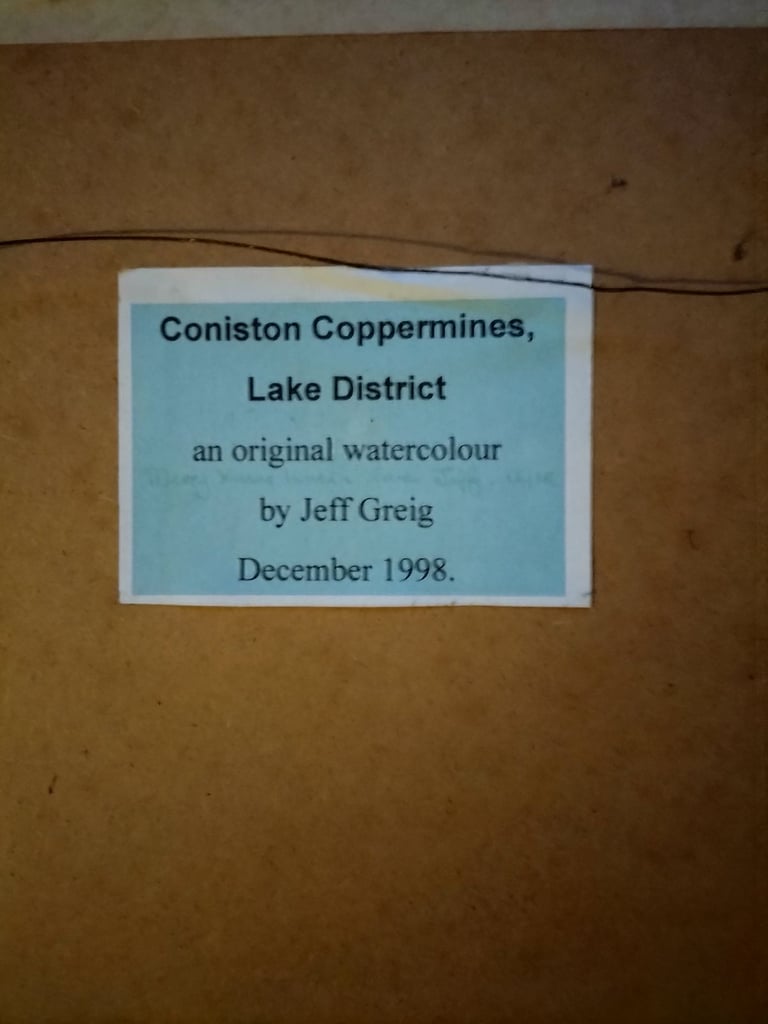 Coniston Coppermines,
Lake District
an original watercolour
by Jeff Greig
December 1998.